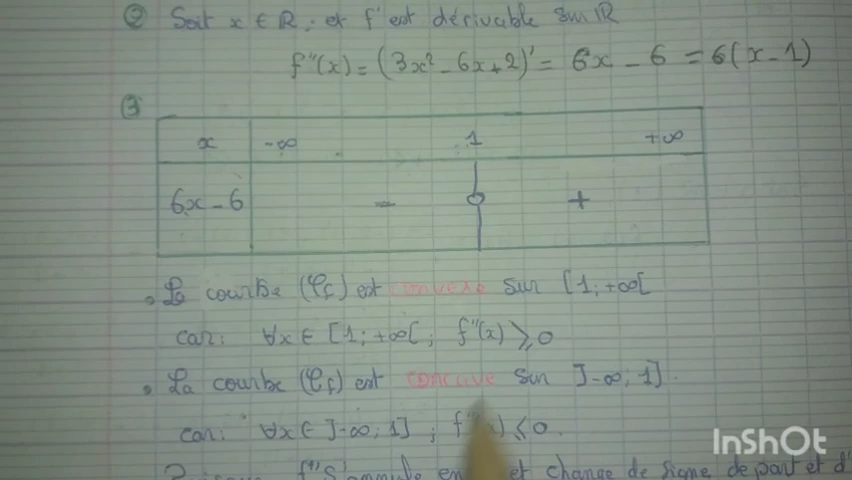 ② Soit x ∈ ℝ ; et f' est dérivable sur ℝ
f''(x) = (3x² - 6x + 2)' = 6x - 6 = 6(x - 1)
③
x -∞ 1 +∞
6x - 6 - 0 +
• La courbe (𝒞f) est convexe sur [1; +∞[
car: ∀x ∈ [1; +∞[ ; f''(x) ⩾ 0
• La courbe (𝒞f) est concave sur ]-∞; 1].
car: ∀x ∈ ]-∞; 1] ; f''(x) ⩽ 0.
f'' s'annule en et change de signe de part et d'
InShOt